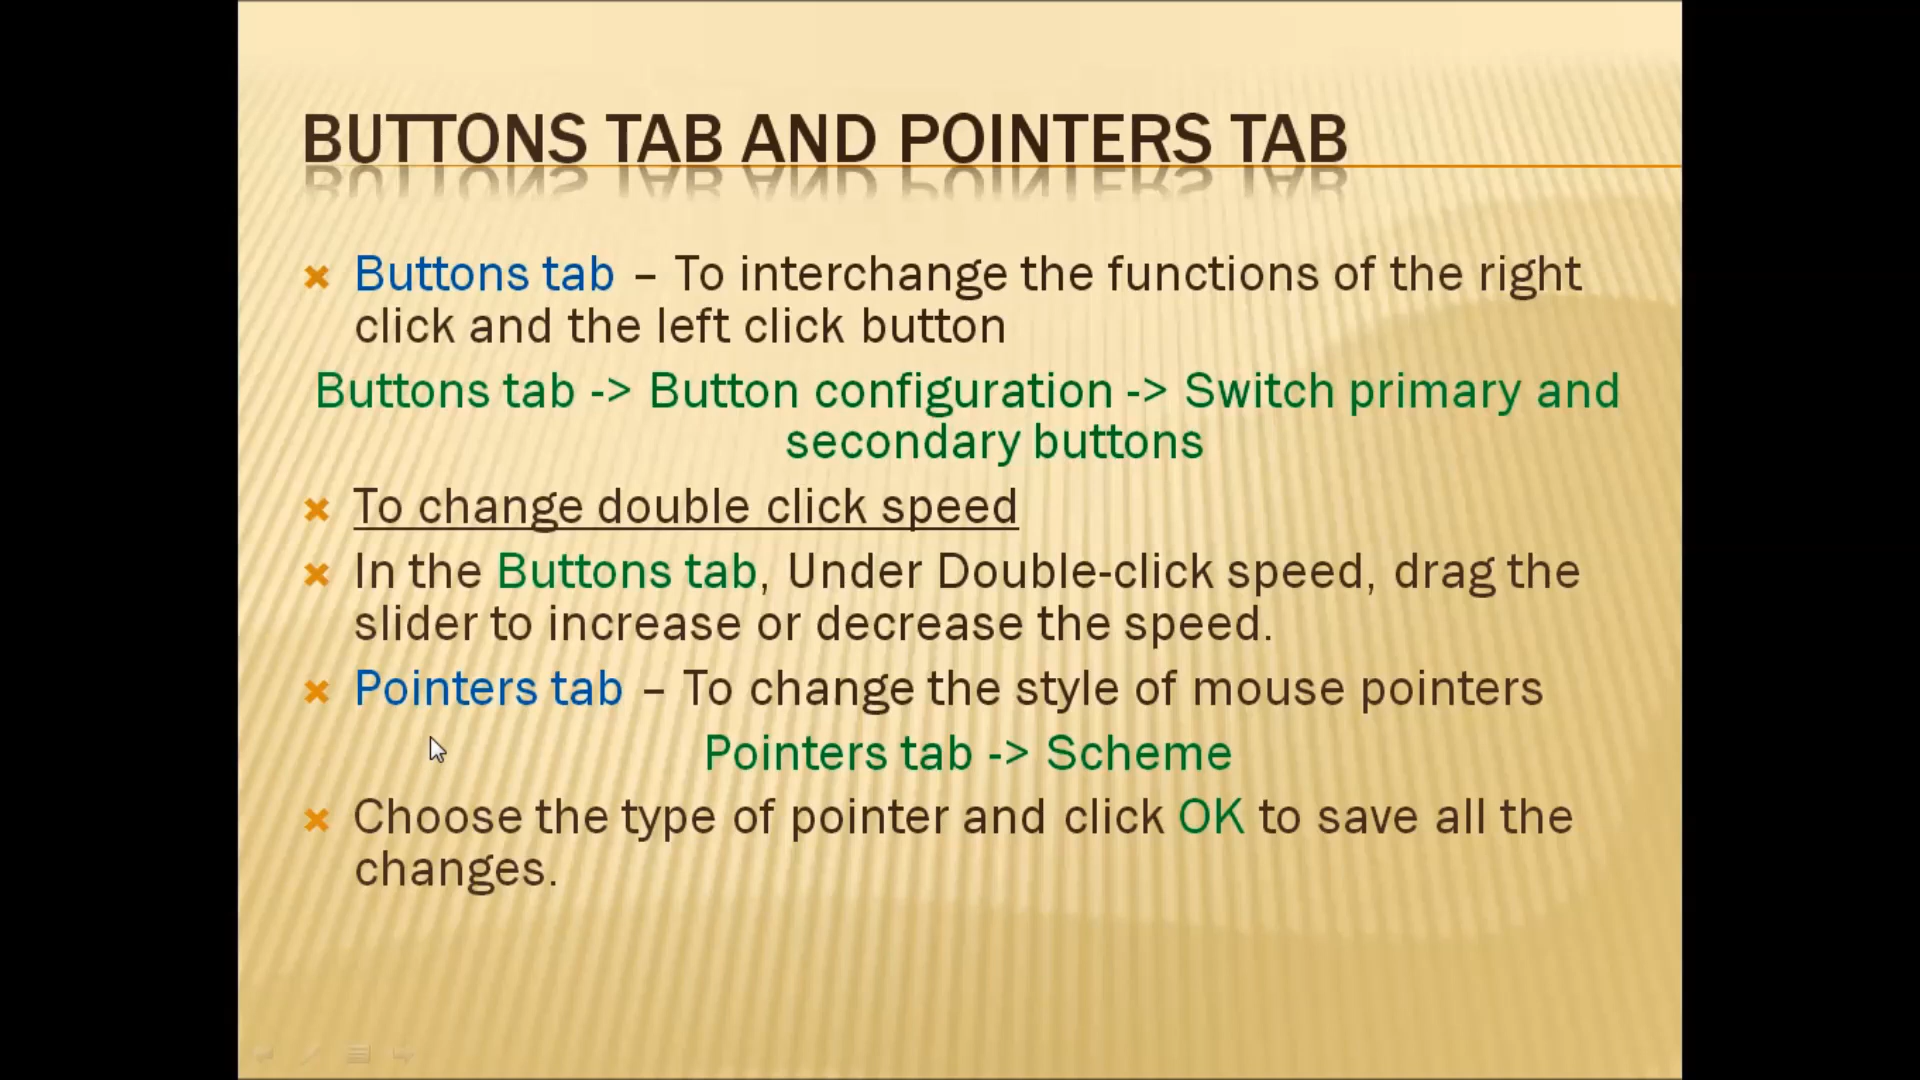 BUTTONS TAB AND POINTERS TAB
Buttons tab – To interchange the functions of the right
click and the left click button
Buttons tab -> Button configuration -> Switch primary and
secondary buttons
To change double click speed
In the Buttons tab, Under Double-click speed, drag the
slider to increase or decrease the speed.
Pointers tab – To change the style of mouse pointers
Pointers tab -> Scheme
Choose the type of pointer and click OK to save all the
changes.